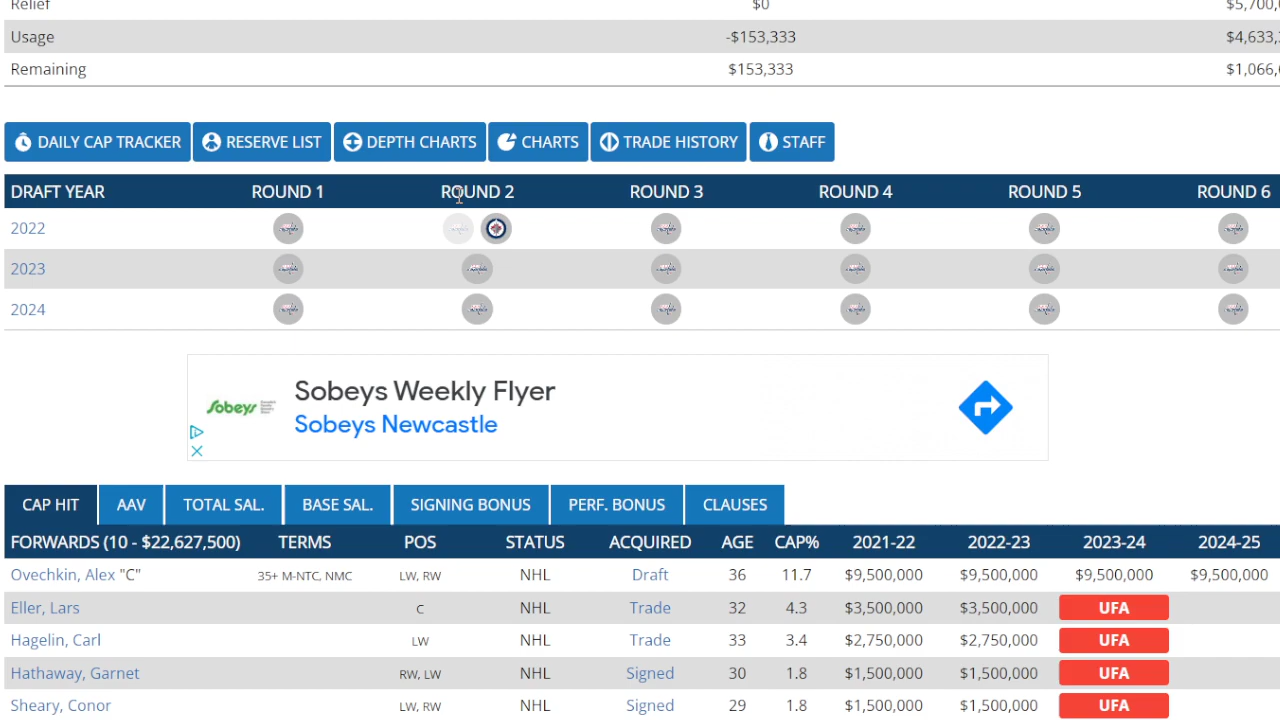 Relief $0 $5,700,
Usage -$153,333 $4,633,
Remaining $153,333 $1,066,
DAILY CAP TRACKER RESERVE LIST DEPTH CHARTS CHARTS TRADE HISTORY STAFF
DRAFT YEAR ROUND 1 ROUND 2 ROUND 3 ROUND 4 ROUND 5 ROUND 6
2022
2023
2024
Sobeys Weekly Flyer
Sobeys
Sobeys Newcastle
CAP HIT AAV TOTAL SAL. BASE SAL. SIGNING BONUS PERF. BONUS CLAUSES
FORWARDS (10 - $22,627,500) TERMS POS STATUS ACQUIRED AGE CAP% 2021-22 2022-23 2023-24 2024-25
Ovechkin, Alex "C" 35+ M-NTC, NMC LW, RW NHL Draft 36 11.7 $9,500,000 $9,500,000 $9,500,000 $9,500,000
Eller, Lars C NHL Trade 32 4.3 $3,500,000 $3,500,000 UFA
Hagelin, Carl LW NHL Trade 33 3.4 $2,750,000 $2,750,000 UFA
Hathaway, Garnet RW, LW NHL Signed 30 1.8 $1,500,000 $1,500,000 UFA
Sheary, Conor LW, RW NHL Signed 29 1.8 $1,500,000 $1,500,000 UFA